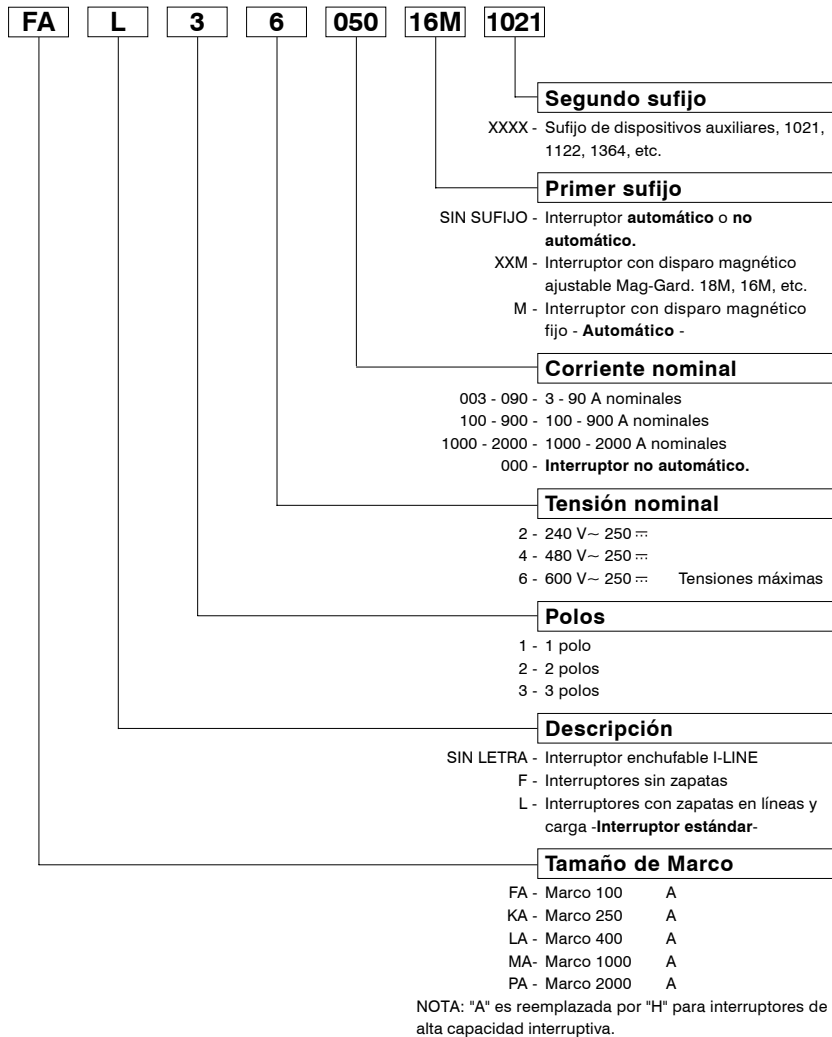 FA L 3 6 050 16M 1021
Segundo sufijo
XXXX - Sufijo de dispositivos auxiliares, 1021,
1122, 1364, etc.
Primer sufijo
SIN SUFIJO - Interruptor automático o no
automático.
XXM - Interruptor con disparo magnético
ajustable Mag-Gard. 18M, 16M, etc.
M - Interruptor con disparo magnético
fijo - Automático -
Corriente nominal
003 - 090 - 3 - 90 A nominales
100 - 900 - 100 - 900 A nominales
1000 - 2000 - 1000 - 2000 A nominales
000 - Interruptor no automático.
Tensión nominal
2 - 240 V~ 250 ⎓
4 - 480 V~ 250 ⎓
6 - 600 V~ 250 ⎓ Tensiones máximas
Polos
1 - 1 polo
2 - 2 polos
3 - 3 polos
Descripción
SIN LETRA - Interruptor enchufable I-LINE
F - Interruptores sin zapatas
L - Interruptores con zapatas en líneas y
carga -Interruptor estándar-
Tamaño de Marco
FA - Marco 100 A
KA - Marco 250 A
LA - Marco 400 A
MA- Marco 1000 A
PA - Marco 2000 A
NOTA: "A" es reemplazada por "H" para interruptores de
alta capacidad interruptiva.